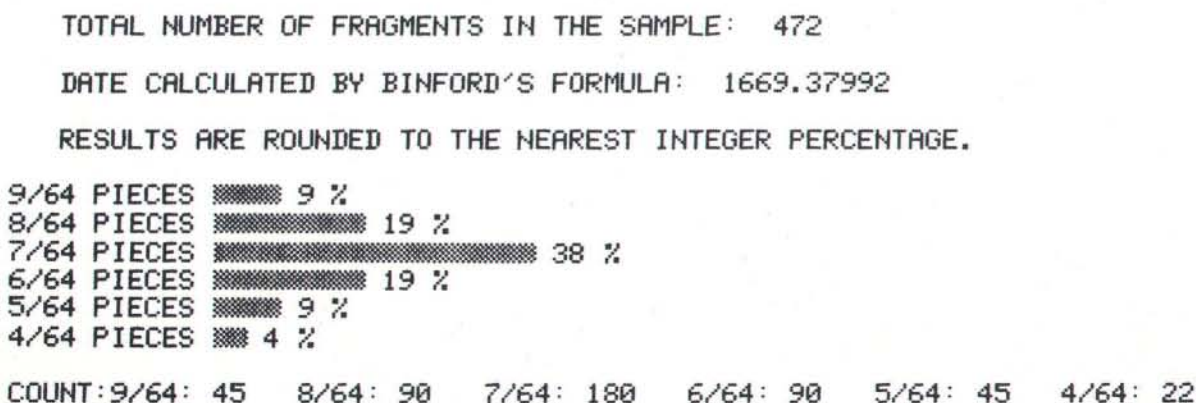 TOTAL NUMBER OF FRAGMENTS IN THE SAMPLE: 472
DATE CALCULATED BY BINFORD'S FORMULA: 1669.37992
RESULTS ARE ROUNDED TO THE NEAREST INTEGER PERCENTAGE.
9/64 PIECES 9 %
8/64 PIECES 19 %
7/64 PIECES 38 %
6/64 PIECES 19 %
5/64 PIECES 9 %
4/64 PIECES 4 %
COUNT:9/64: 45 8/64: 90 7/64: 180 6/64: 90 5/64: 45 4/64: 22